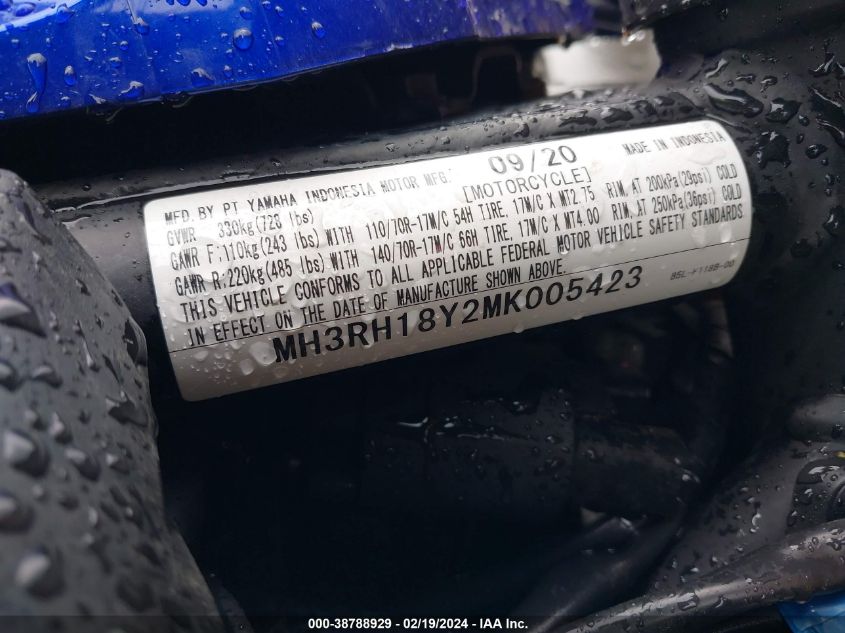 MFD. BY PT YAMAHA INDONESIA MOTOR MFG. 09/20 MADE IN INDONESIA
GVWR 330kg(728 lbs) [MOTORCYCLE]
GAWR F:110kg(243 lbs) WITH 110/70R-17M/C 54H TIRE, 17M/C X MT2.75 RIM, AT 200kPa(29psi) COLD
GAWR R:220kg(485 lbs) WITH 140/70R-17M/C 66H TIRE, 17M/C X MT4.00 RIM, AT 250kPa(36psi) COLD
THIS VEHICLE CONFORMS TO ALL APPLICABLE FEDERAL MOTOR VEHICLE SAFETY STANDARDS
IN EFFECT ON THE DATE OF MANUFACTURE SHOWN ABOVE. B5L-F118B-00
MH3RH18Y2MK005423
000-38788929 - 02/19/2024 - IAA Inc.